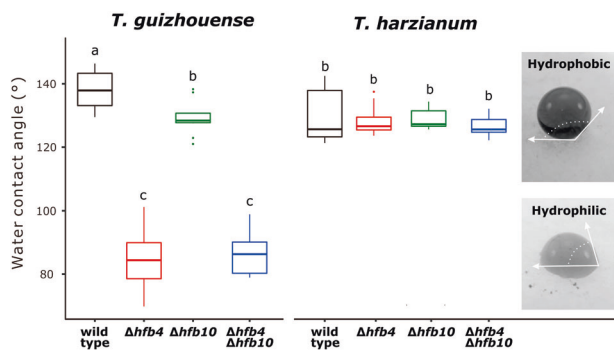 T. guizhouense
T. harzianum
Water contact angle (°)
140
120
100
80
a
c
b
c
b
b
b
b
wild
type
Δhfb4
Δhfb10
Δhfb4
Δhfb10
wild
type
Δhfb4
Δhfb10
Δhfb4
Δhfb10
Hydrophobic
Hydrophilic